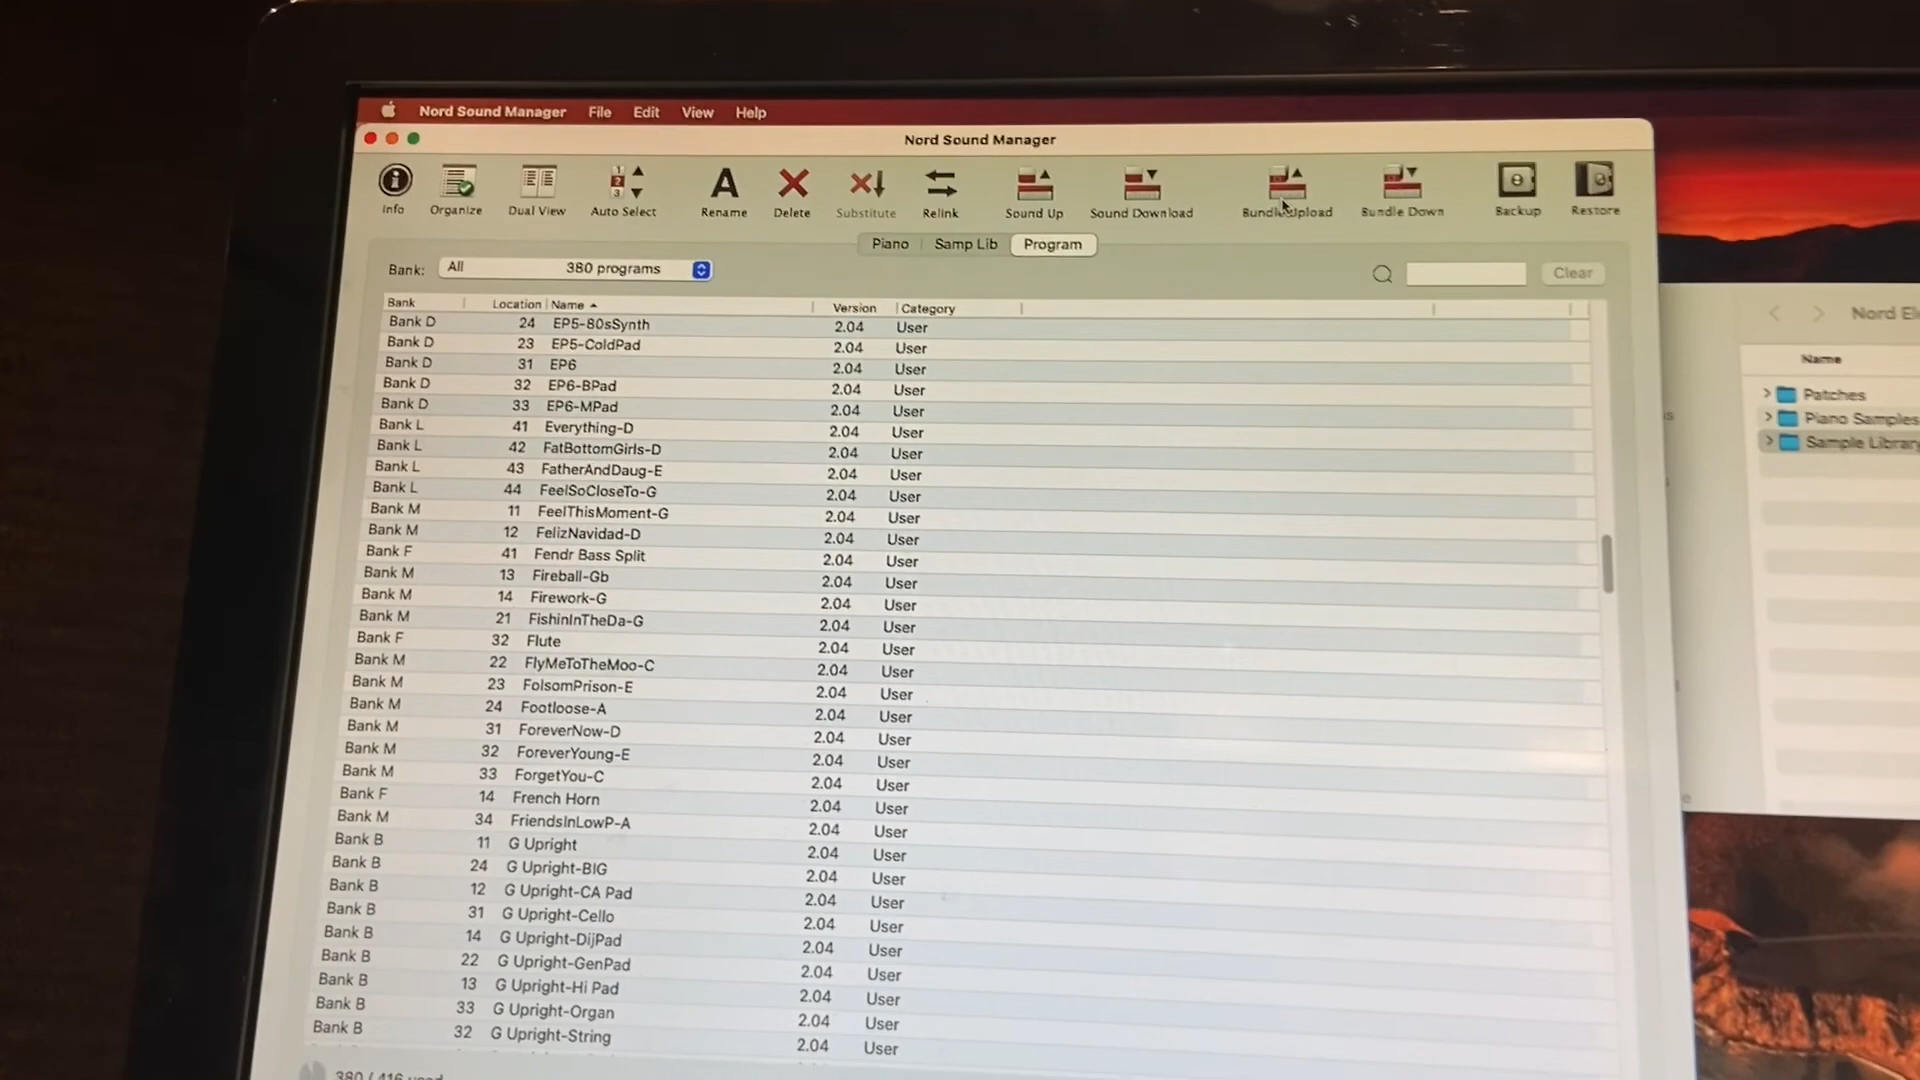 Nord Sound Manager File Edit View Help
Nord Sound Manager
Info Organize Dual View Auto Select Rename Delete Substitute Relink Sound Up Sound Download Bundle Upload Bundle Down Backup Restore
Piano Samp Lib Program
Bank: All 380 programs Clear
Bank Location Name Version Category
Bank D 24 EP5-80sSynth 2.04 User
Bank D 23 EP5-ColdPad 2.04 User
Bank D 31 EP6 2.04 User
Bank D 32 EP6-BPad 2.04 User
Bank D 33 EP6-MPad 2.04 User
Bank L 41 Everything-D 2.04 User
Bank L 42 FatBottomGirls-D 2.04 User
Bank L 43 FatherAndDaug-E 2.04 User
Bank L 44 FeelSoCloseTo-G 2.04 User
Bank M 11 FeelThisMoment-G 2.04 User
Bank M 12 FelizNavidad-D 2.04 User
Bank F 41 Fendr Bass Split 2.04 User
Bank M 13 Fireball-Gb 2.04 User
Bank M 14 Firework-G 2.04 User
Bank M 21 FishinInTheDa-G 2.04 User
Bank F 32 Flute 2.04 User
Bank M 22 FlyMeToTheMoo-C 2.04 User
Bank M 23 FolsomPrison-E 2.04 User
Bank M 24 Footloose-A 2.04 User
Bank M 31 ForeverNow-D 2.04 User
Bank M 32 ForeverYoung-E 2.04 User
Bank M 33 ForgetYou-C 2.04 User
Bank F 14 French Horn 2.04 User
Bank M 34 FriendsInLowP-A 2.04 User
Bank B 11 G Upright 2.04 User
Bank B 24 G Upright-BIG 2.04 User
Bank B 12 G Upright-CA Pad 2.04 User
Bank B 31 G Upright-Cello 2.04 User
Bank B 14 G Upright-DijPad 2.04 User
Bank B 22 G Upright-GenPad 2.04 User
Bank B 13 G Upright-Hi Pad 2.04 User
Bank B 33 G Upright-Organ 2.04 User
Bank B 32 G Upright-String 2.04 User
380 / 416 used
Nord
Name
Patches
Piano Samples
Sample Library